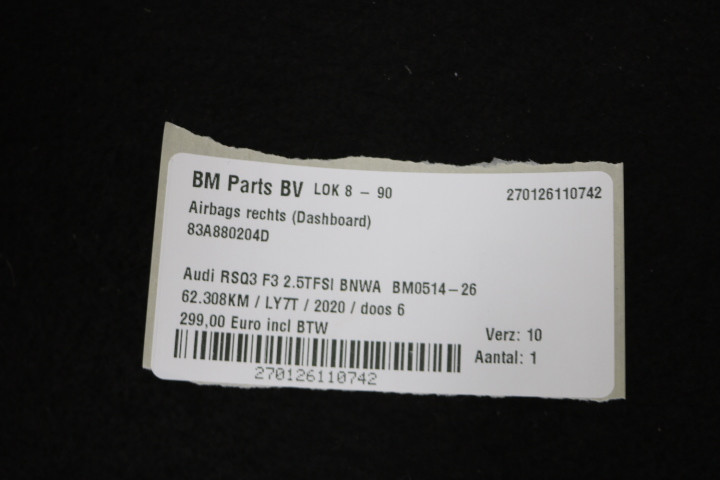 BM Parts BV LOK 8 - 90 270126110742
Airbags rechts (Dashboard)
83A880204D
Audi RSQ3 F3 2.5TFSI BNWA BM0514-26
62.308KM / LY7T / 2020 / doos 6
299,00 Euro incl BTW
Verz: 10
Aantal: 1
270126110742